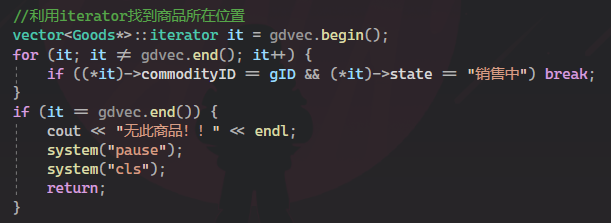 //利用iterator找到商品所在位置
vector<Goods*>::iterator it = gdvec.begin();
for (it; it != gdvec.end(); it++) {
    if ((*it)->commodityID == gID && (*it)->state == "销售中") break;
}
if (it == gdvec.end()) {
    cout << "无此商品！！" << endl;
    system("pause");
    system("cls");
    return;
}